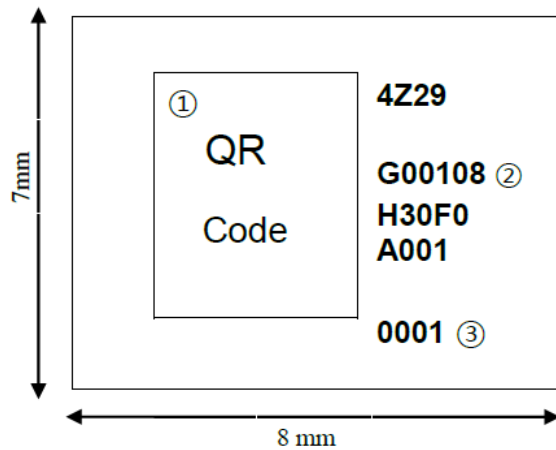 7mm
①
QR
Code
4Z29
G00108 ②
H30F0
A001
0001 ③
8 mm